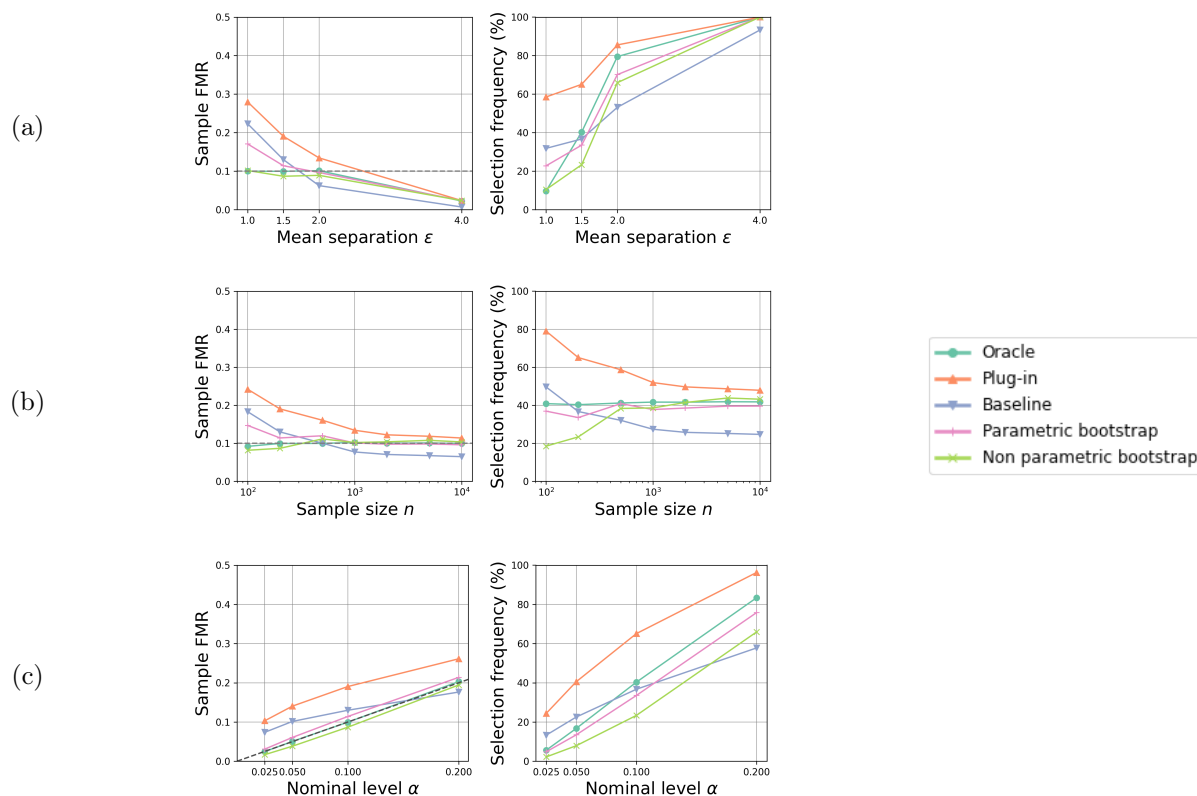 (a)
Sample FMR
0.5
0.4
0.3
0.2
0.1
0.0
1.0 1.5 2.0 4.0
Mean separation ε
Selection frequency (%)
100
80
60
40
20
0
1.0 1.5 2.0 4.0
Mean separation ε
(b)
Sample FMR
0.5
0.4
0.3
0.2
0.1
0.0
10² 10³ 10⁴
Sample size n
Selection frequency (%)
100
80
60
40
20
0
10² 10³ 10⁴
Sample size n
Oracle
Plug-in
Baseline
Parametric bootstrap
Non parametric bootstrap
(c)
Sample FMR
0.5
0.4
0.3
0.2
0.1
0.0
0.025 0.050 0.100 0.200
Nominal level α
Selection frequency (%)
100
80
60
40
20
0
0.025 0.050 0.100 0.200
Nominal level α